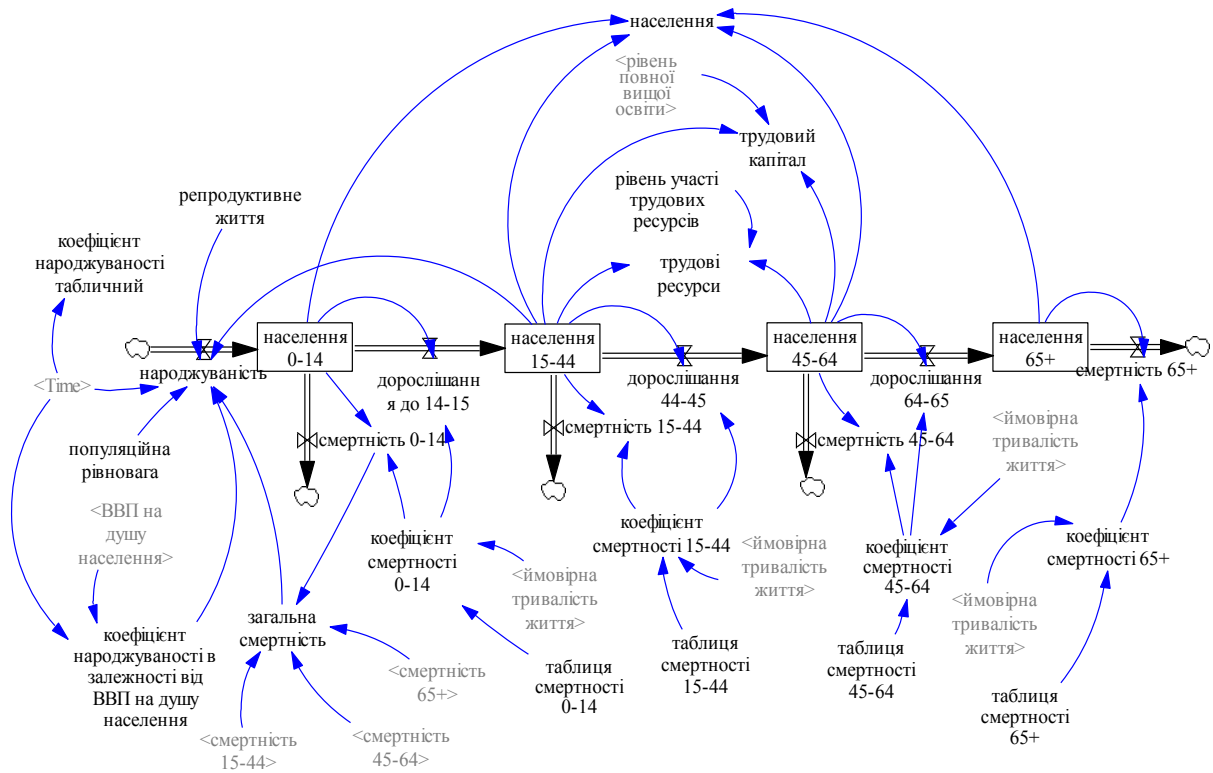 населення
<рівень
повної
вищої
освіти>
трудовий
капітал
рівень участі
трудових
ресурсів
репродуктивне
життя
коефіцієнт
народжуваності
табличний
трудові
ресурси
населення
0-14
населення
15-44
населення
45-64
населення
65+
<Time>
народжуваність
дорослішанн
я до 14-15
дорослішання
44-45
дорослішання
64-65
смертність 65+
смертність 0-14
смертність 15-44
смертність 45-64
<ймовірна
тривалість
життя>
популяційна
рівновага
<ВВП на
душу
населення>
коефіцієнт
смертності
0-14
коефіцієнт
смертності 15-44
коефіцієнт
смертності
45-64
коефіцієнт
смертності 65+
<ймовірна
тривалість
життя>
<ймовірна
тривалість
життя>
<ймовірна
тривалість
життя>
загальна
смертність
коефіцієнт
народжуваності в
залежності від
ВВП на душу
населення
<смертність
65+>
таблиця
смертності
0-14
таблиця
смертності
15-44
таблиця
смертності
45-64
таблиця
смертності
65+
<смертність
15-44>
<смертність
45-64>